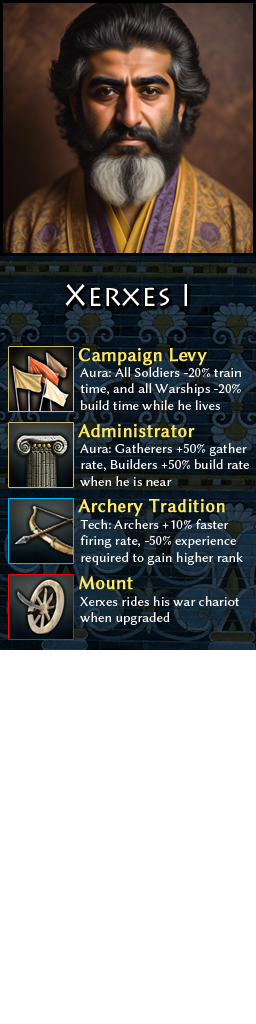 Xerxes I
Campaign Levy
Aura: All Soldiers -20% train
time, and all Warships -20%
build time while he lives
Administrator
Aura: Gatherers +50% gather
rate, Builders +50% build rate
when he is near
Archery Tradition
Tech: Archers +10% faster
firing rate, -50% experience
required to gain higher rank
Mount
Xerxes rides his war chariot
when upgraded